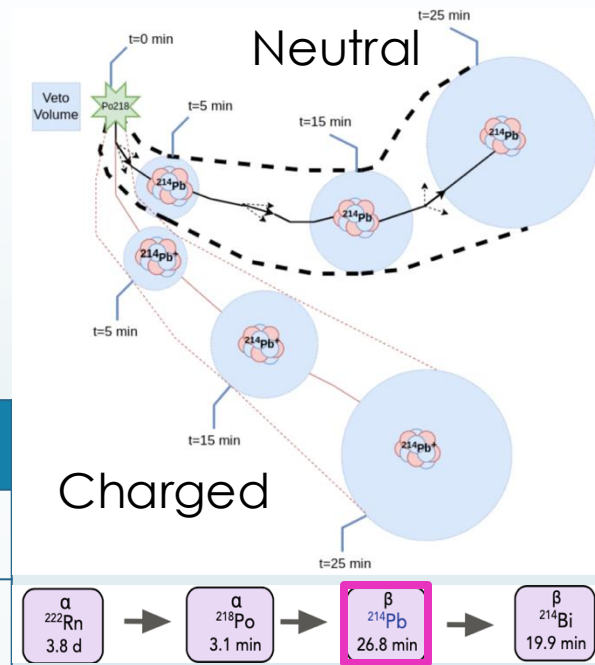 Neutral
t=25 min
t=0 min
Veto
Volume
Po218
t=5 min
t=15 min
²¹⁴Pb
²¹⁴Pb
²¹⁴Pb
²¹⁴Pb⁺
t=5 min
²¹⁴Pb⁺
t=15 min
²¹⁴Pb⁺
Charged
t=25 min
α
²²²Rn
3.8 d
α
²¹⁸Po
3.1 min
β
²¹⁴Pb
26.8 min
β
²¹⁴Bi
19.9 min